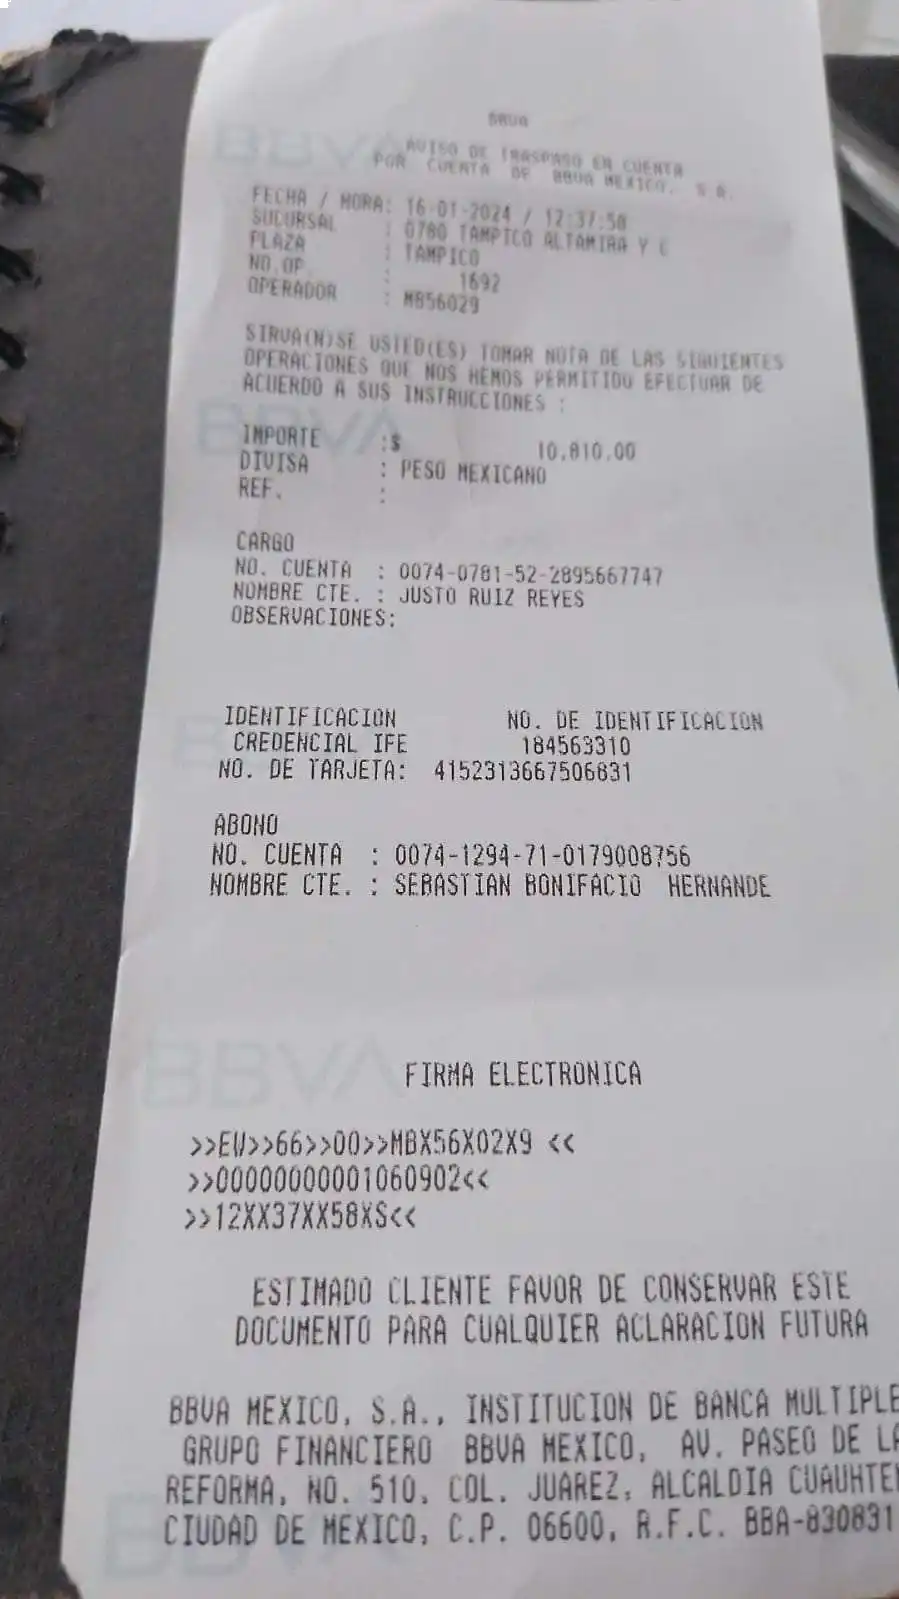 BBVA
AVISO DE TRASPASO EN CUENTA
POR CUENTA DE BBVA MEXICO, S.A.
FECHA / HORA: 16-01-2024 / 12:37:58
SUCURSAL : 0780 TAMPICO ALTAMIRA Y C
PLAZA : TAMPICO
NO.OP. : 1692
OPERADOR : MB56029
SIRVA(N)SE USTED(ES) TOMAR NOTA DE LAS SIGUIENTES
OPERACIONES QUE NOS HEMOS PERMITIDO EFECTUAR DE
ACUERDO A SUS INSTRUCCIONES :
IMPORTE :$ 10,810.00
DIVISA : PESO MEXICANO
REF. :
CARGO
NO. CUENTA : 0074-0781-52-2895667747
NOMBRE CTE. : JUSTO RUIZ REYES
OBSERVACIONES:
IDENTIFICACION NO. DE IDENTIFICACION
CREDENCIAL IFE 184563310
NO. DE TARJETA: 4152313667506831
ABONO
NO. CUENTA : 0074-1294-71-0179008756
NOMBRE CTE. : SEBASTIAN BONIFACIO HERNANDE
BBVA
FIRMA ELECTRONICA
>>EW>>66>>00>>MBX56X02X9 <<
>>00000000001060902<<
>>12XX37XX58XS<<
ESTIMADO CLIENTE FAVOR DE CONSERVAR ESTE
DOCUMENTO PARA CUALQUIER ACLARACION FUTURA
BBVA MEXICO, S.A., INSTITUCION DE BANCA MULTIPLE
GRUPO FINANCIERO BBVA MEXICO, AV. PASEO DE LA
REFORMA, NO. 510, COL. JUAREZ, ALCALDIA CUAUHTEM
CIUDAD DE MEXICO, C.P. 06600, R.F.C. BBA-830831